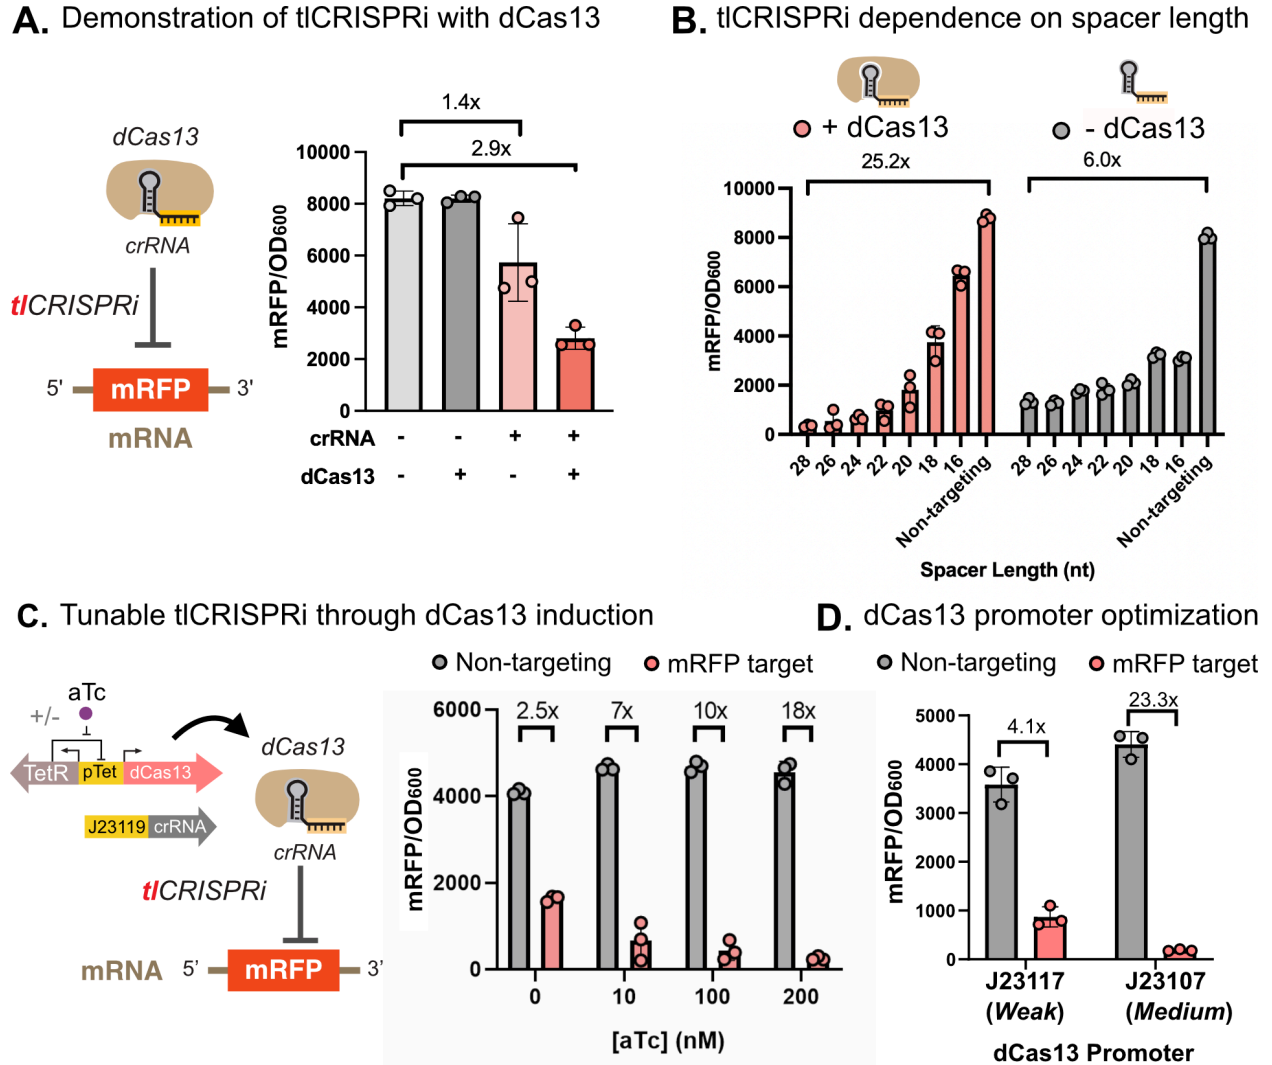 A. Demonstration of tlCRISPRi with dCas13
dCas13
crRNA
tlCRISPRi
5' mRFP 3'
mRNA
1.4x
2.9x
mRFP/OD600
10000
8000
6000
4000
2000
0
crRNA - - + +
dCas13 - + - +
B. tlCRISPRi dependence on spacer length
+ dCas13
- dCas13
25.2x
6.0x
mRFP/OD600
10000
8000
6000
4000
2000
0
28 26 24 22 20 18 16 Non-targeting 28 26 24 22 20 18 16 Non-targeting
Spacer Length (nt)
C. Tunable tlCRISPRi through dCas13 induction
aTc
+/-
TetR pTet dCas13
J23119 crRNA
dCas13
crRNA
tlCRISPRi
mRNA 5' mRFP 3'
Non-targeting mRFP target
2.5x 7x 10x 18x
mRFP/OD600
6000
4000
2000
0
0 10 100 200
[aTc] (nM)
D. dCas13 promoter optimization
Non-targeting mRFP target
4.1x
23.3x
mRFP/OD600
5000
4000
3000
2000
1000
0
J23117 J23107
(Weak) (Medium)
dCas13 Promoter